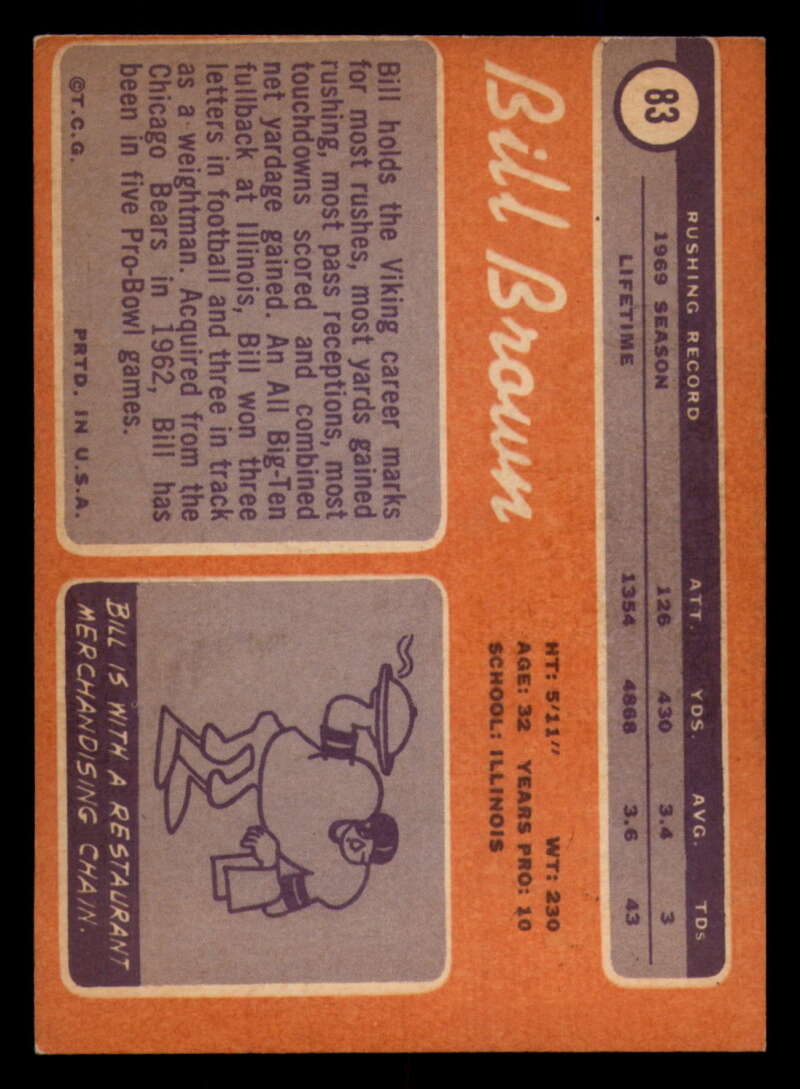 83
RUSHING RECORD ATT. YDS. AVG. TDs
1969 SEASON 126 430 3.4 3
LIFETIME 1354 4868 3.6 43
Bill Brown
HT: 5'11" WT: 230
AGE: 32 YEARS PRO: 10
SCHOOL: ILLINOIS
Bill holds the Viking career marks
for most rushes, most yards gained
rushing, most pass receptions, most
touchdowns scored and combined
net yardage gained. An All Big-Ten
fullback at Illinois, Bill won three
letters in football and three in track
as a weightman. Acquired from the
Chicago Bears in 1962, Bill has
been in five Pro-Bowl games.
©T.C.G. PRTD. IN U.S.A.
BILL IS WITH A RESTAURANT
MERCHANDISING CHAIN.